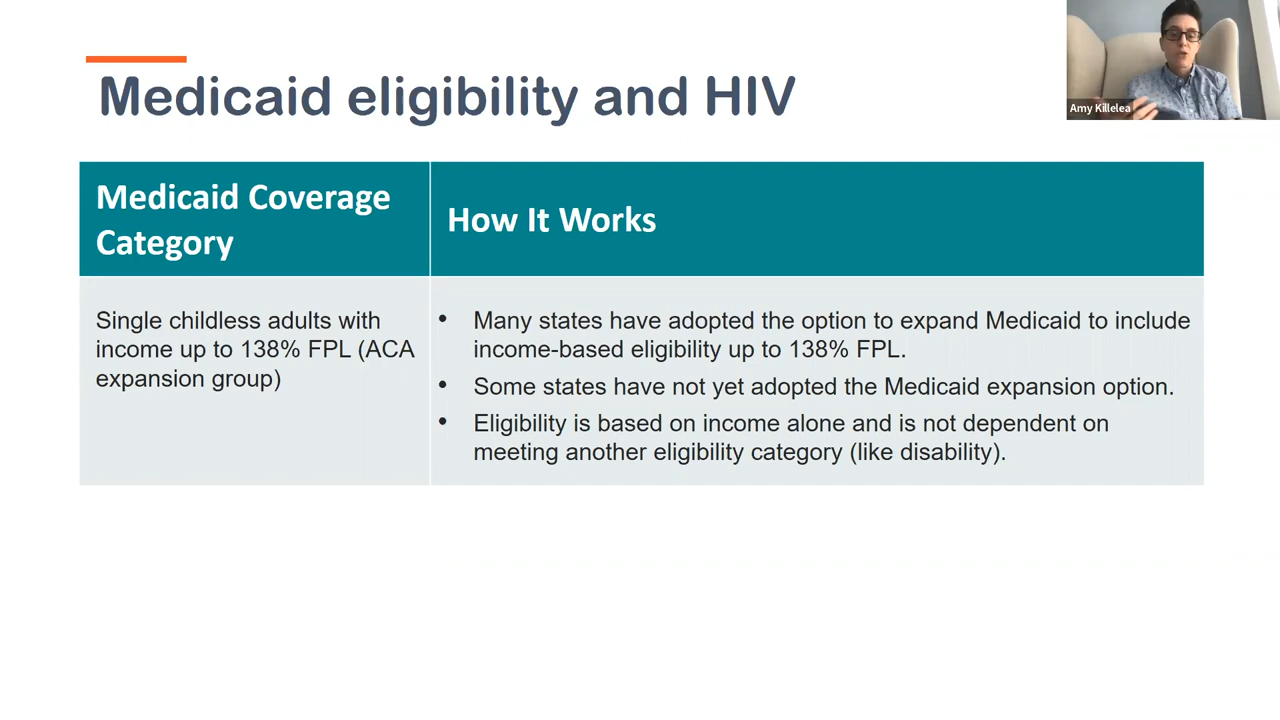 Medicaid eligibility and HIV
Amy Killelea
Medicaid Coverage
Category
How It Works
Single childless adults with
income up to 138% FPL (ACA
expansion group)
• Many states have adopted the option to expand Medicaid to include
income-based eligibility up to 138% FPL.
• Some states have not yet adopted the Medicaid expansion option.
• Eligibility is based on income alone and is not dependent on
meeting another eligibility category (like disability).